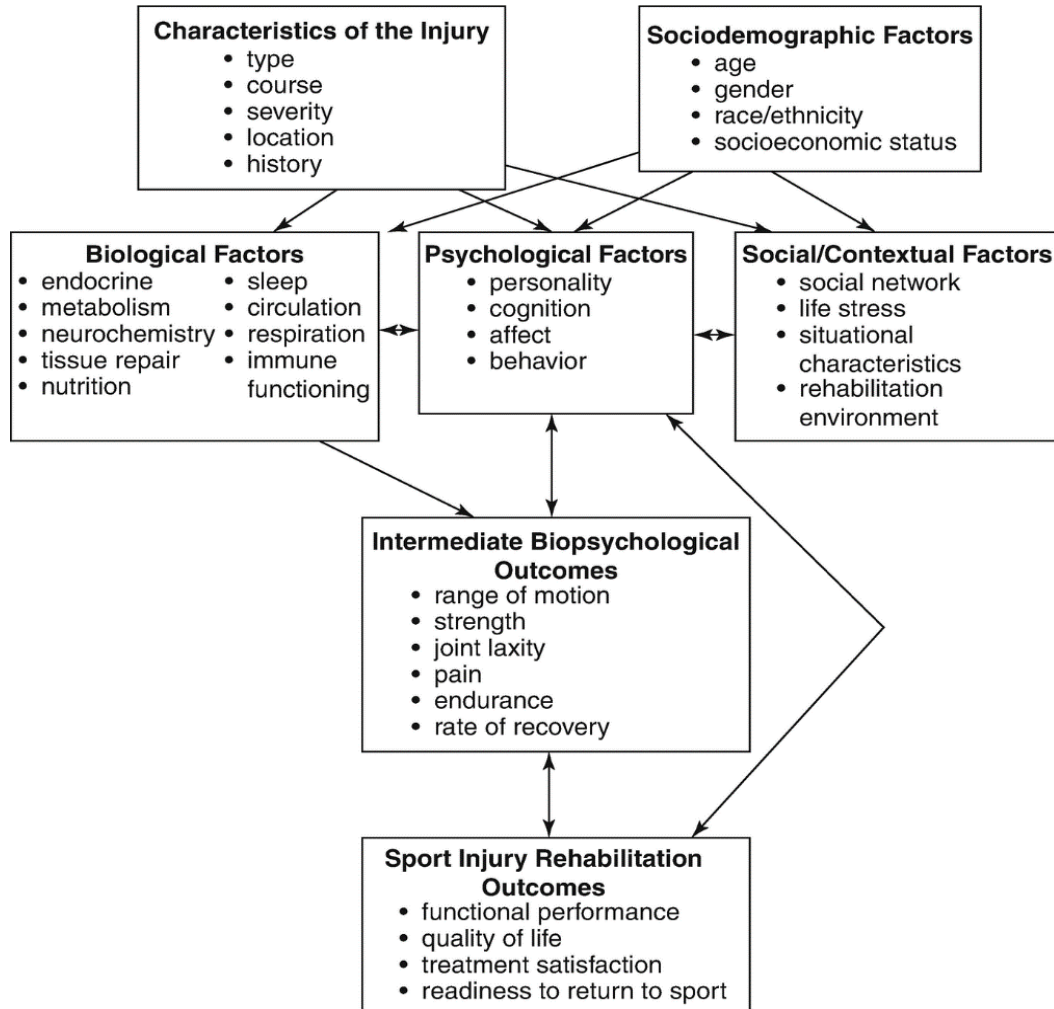 Characteristics of the Injury
• type
• course
• severity
• location
• history
Sociodemographic Factors
• age
• gender
• race/ethnicity
• socioeconomic status
Biological Factors
• endocrine
• metabolism
• neurochemistry
• tissue repair
• nutrition
• sleep
• circulation
• respiration
• immune
functioning
Psychological Factors
• personality
• cognition
• affect
• behavior
Social/Contextual Factors
• social network
• life stress
• situational
characteristics
• rehabilitation
environment
Intermediate Biopsychological
Outcomes
• range of motion
• strength
• joint laxity
• pain
• endurance
• rate of recovery
Sport Injury Rehabilitation
Outcomes
• functional performance
• quality of life
• treatment satisfaction
• readiness to return to sport